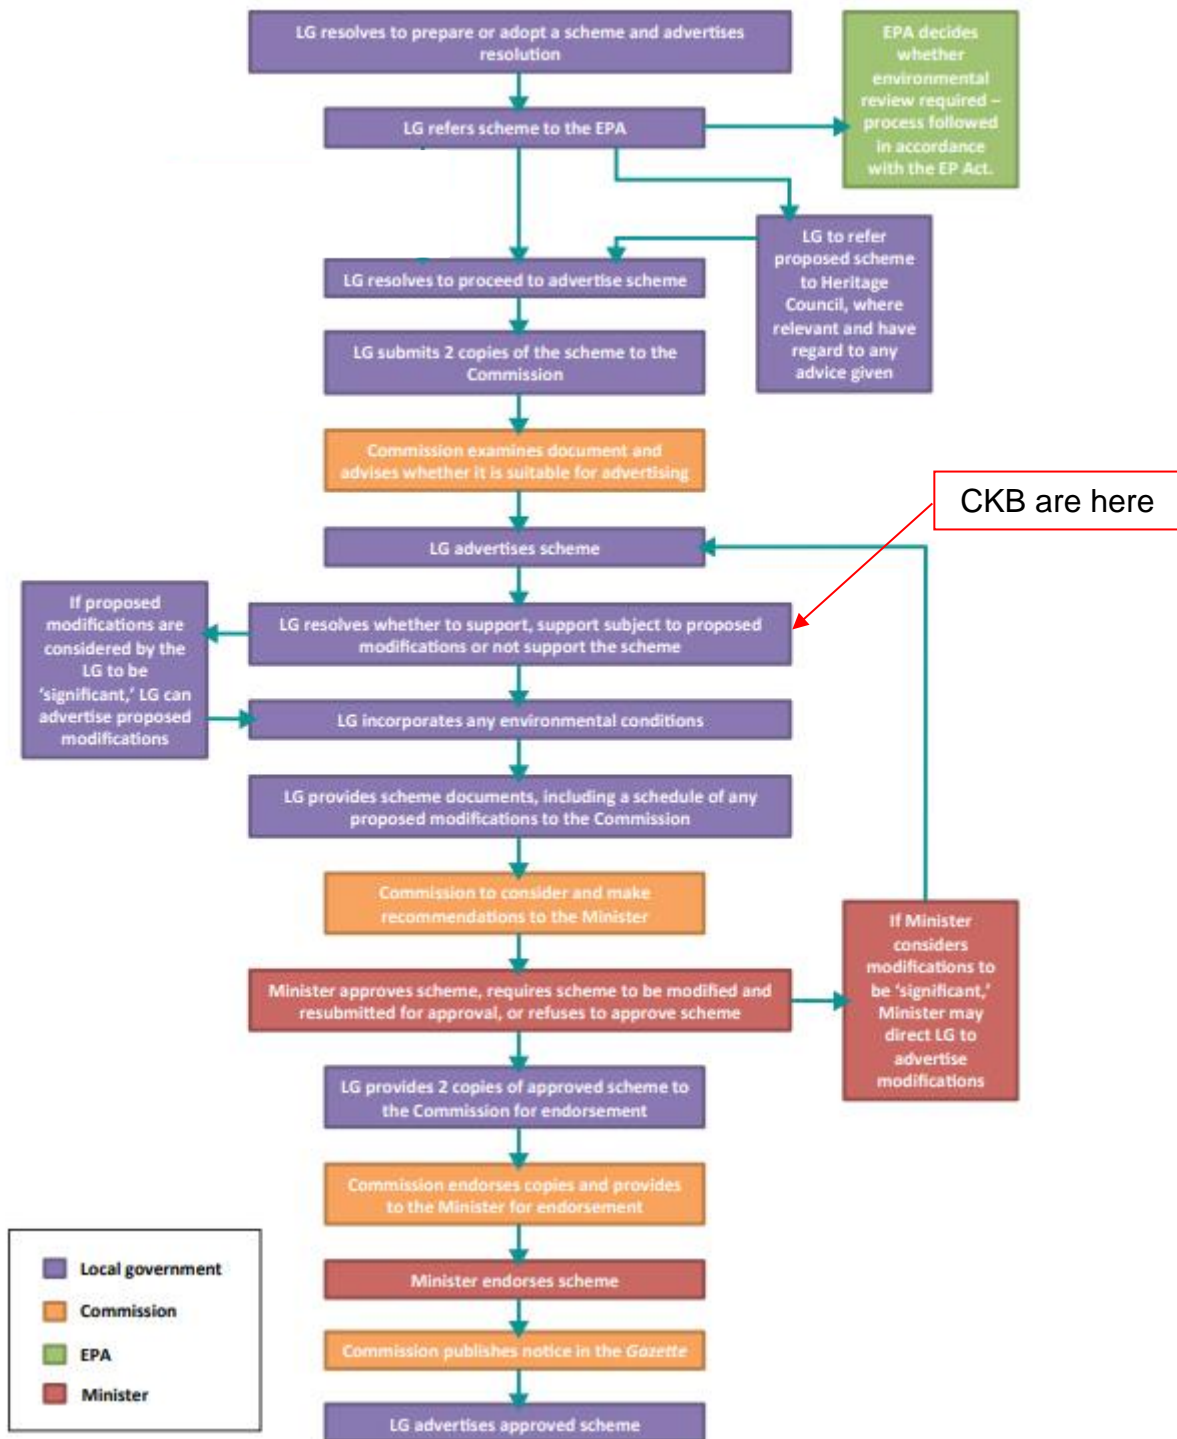 LG resolves to prepare or adopt a scheme and advertises
resolution
EPA decides
whether
environmental
review required –
process followed
in accordance
with the EP Act.
LG refers scheme to the EPA
LG to refer
proposed scheme
to Heritage
Council, where
relevant and have
regard to any
advice given
LG resolves to proceed to advertise scheme
LG submits 2 copies of the scheme to the
Commission
Commission examines document and
advises whether it is suitable for advertising
CKB are here
LG advertises scheme
If proposed
modifications are
considered by the
LG to be
‘significant,’ LG can
advertise proposed
modifications
LG resolves whether to support, support subject to proposed
modifications or not support the scheme
LG incorporates any environmental conditions
LG provides scheme documents, including a schedule of any
proposed modifications to the Commission
Commission to consider and make
recommendations to the Minister
If Minister
considers
modifications to
be ‘significant,’
Minister may
direct LG to
advertise
modifications
Minister approves scheme, requires scheme to be modified and
resubmitted for approval, or refuses to approve scheme
LG provides 2 copies of approved scheme to
the Commission for endorsement
Commission endorses copies and provides
to the Minister for endorsement
Minister endorses scheme
Commission publishes notice in the Gazette
LG advertises approved scheme
Local government
Commission
EPA
Minister